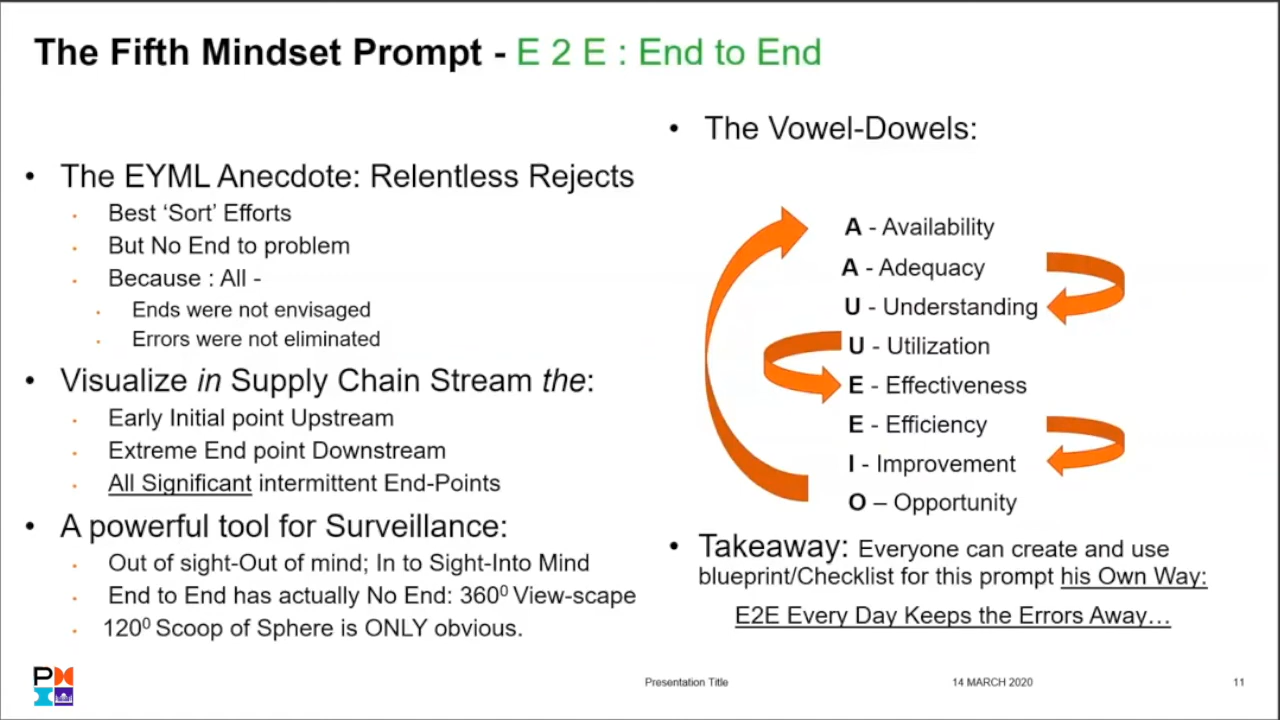 The Fifth Mindset Prompt - E 2 E : End to End
• The EYML Anecdote: Relentless Rejects
Best ‘Sort’ Efforts
But No End to problem
Because : All -
Ends were not envisaged
Errors were not eliminated
• Visualize in Supply Chain Stream the:
Early Initial point Upstream
Extreme End point Downstream
All Significant intermittent End-Points
• A powerful tool for Surveillance:
Out of sight-Out of mind; In to Sight-Into Mind
End to End has actually No End: 360⁰ View-scape
120⁰ Scoop of Sphere is ONLY obvious.
• The Vowel-Dowels:
A - Availability
A - Adequacy
U - Understanding
U - Utilization
E - Effectiveness
E - Efficiency
I - Improvement
O – Opportunity
• Takeaway: Everyone can create and use
blueprint/Checklist for this prompt his Own Way:
E2E Every Day Keeps the Errors Away…
Presentation Title
14 MARCH 2020
11